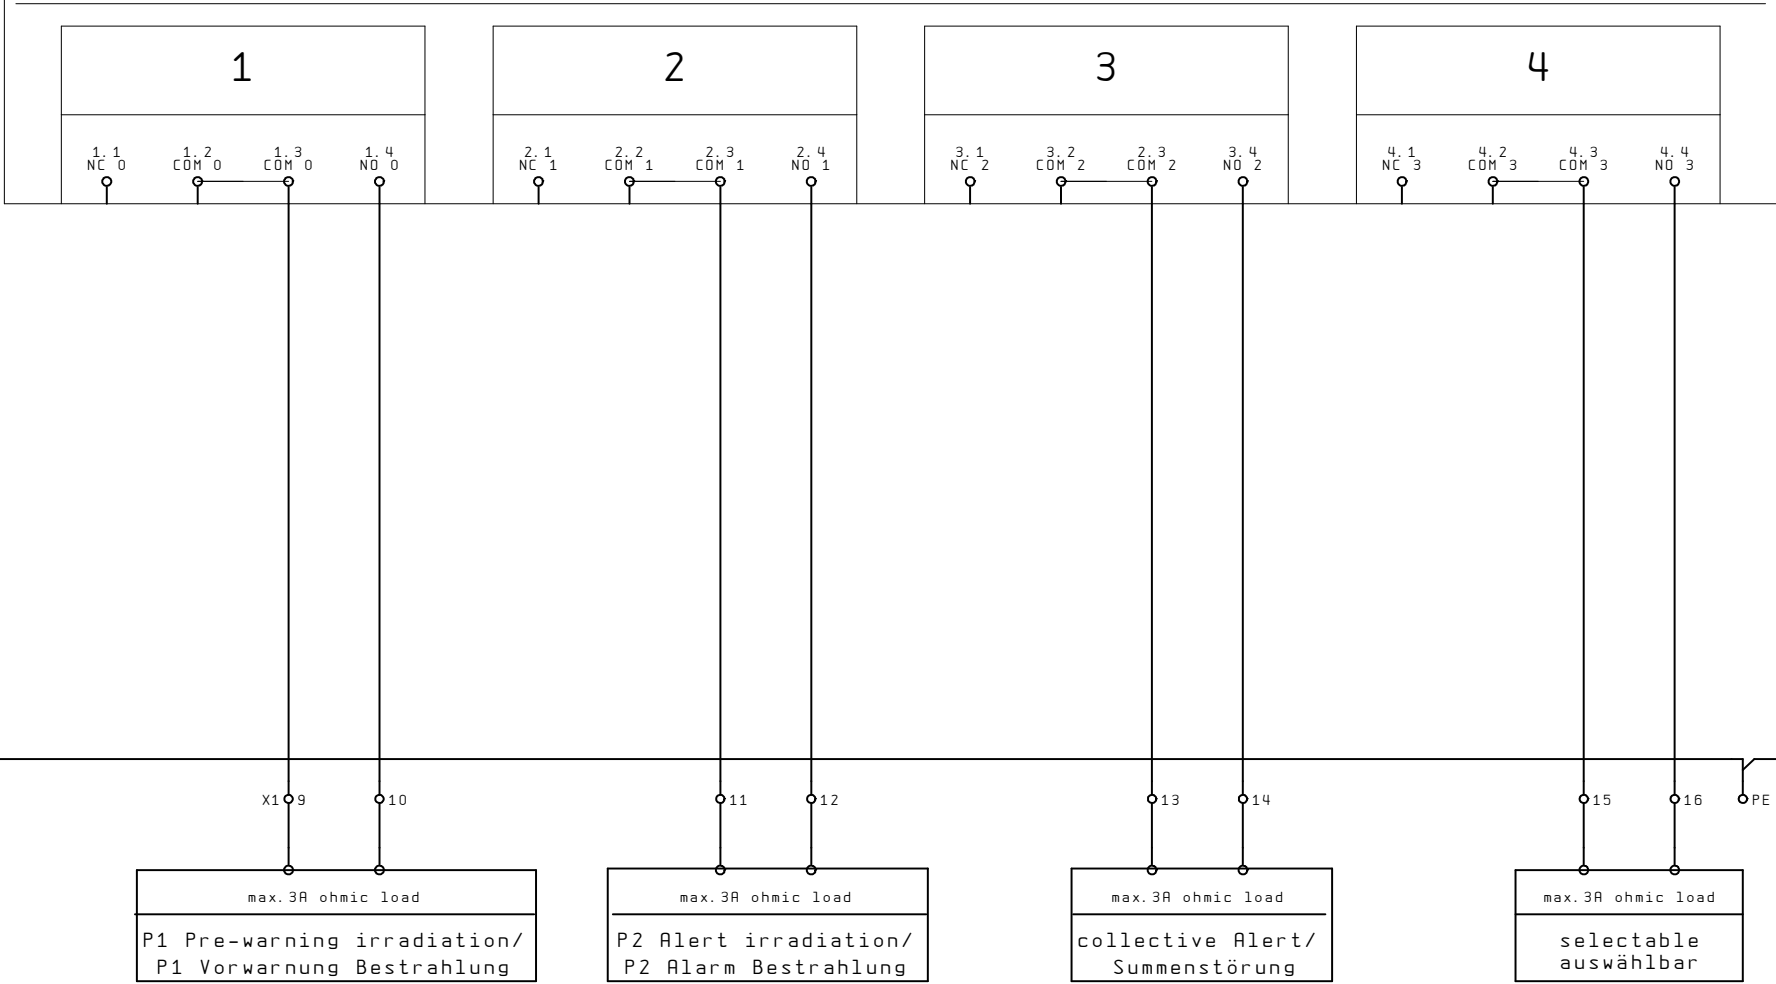 1
2
3
4
1.1
NC 0
1.2
COM 0
1.3
COM 0
1.4
NO 0
2.1
NC 1
2.2
COM 1
2.3
COM 1
2.4
NO 1
3.1
NC 2
3.2
COM 2
2.3
COM 2
3.4
NO 2
4.1
NC 3
4.2
COM 3
4.3
COM 3
4.4
NO 3
X1 9
10
11
12
13
14
15
16
PE
max.3A ohmic load
P1 Pre-warning irradiation/
P1 Vorwarnung Bestrahlung
max.3A ohmic load
P2 Alert irradiation/
P2 Alarm Bestrahlung
max.3A ohmic load
collective Alert/
Summenstörung
max.3A ohmic load
selectable
auswählbar